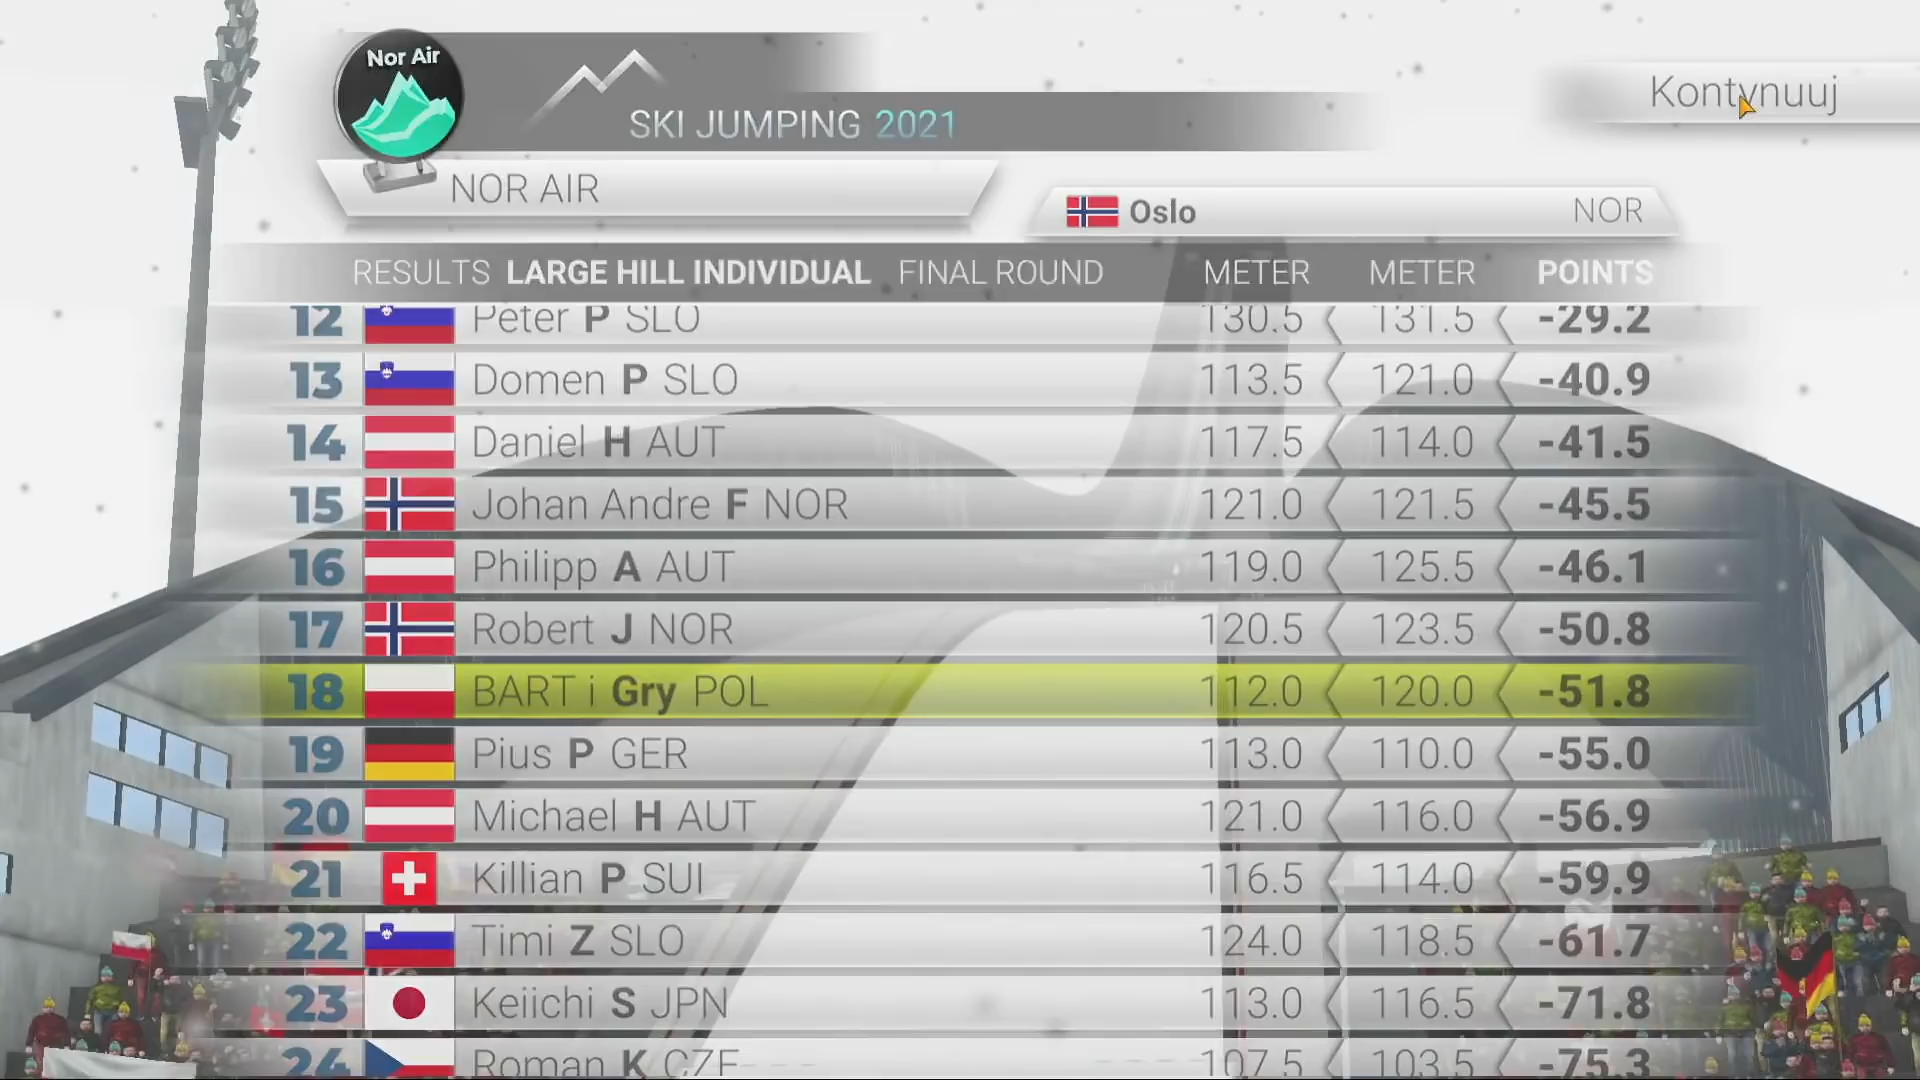 Nor Air
SKI JUMPING 2021
Kontynuuj
NOR AIR
Oslo NOR
RESULTS LARGE HILL INDIVIDUAL FINAL ROUND METER METER POINTS
12 Peter P SLO 130.5 131.5 -29.2
13 Domen P SLO 113.5 121.0 -40.9
14 Daniel H AUT 117.5 114.0 -41.5
15 Johan Andre F NOR 121.0 121.5 -45.5
16 Philipp A AUT 119.0 125.5 -46.1
17 Robert J NOR 120.5 123.5 -50.8
18 BART i Gry POL 112.0 120.0 -51.8
19 Pius P GER 113.0 110.0 -55.0
20 Michael H AUT 121.0 116.0 -56.9
21 Killian P SUI 116.5 114.0 -59.9
22 Timi Z SLO 124.0 118.5 -61.7
23 Keiichi S JPN 113.0 116.5 -71.8
24 Roman K CZE 107.5 103.5 -75.3